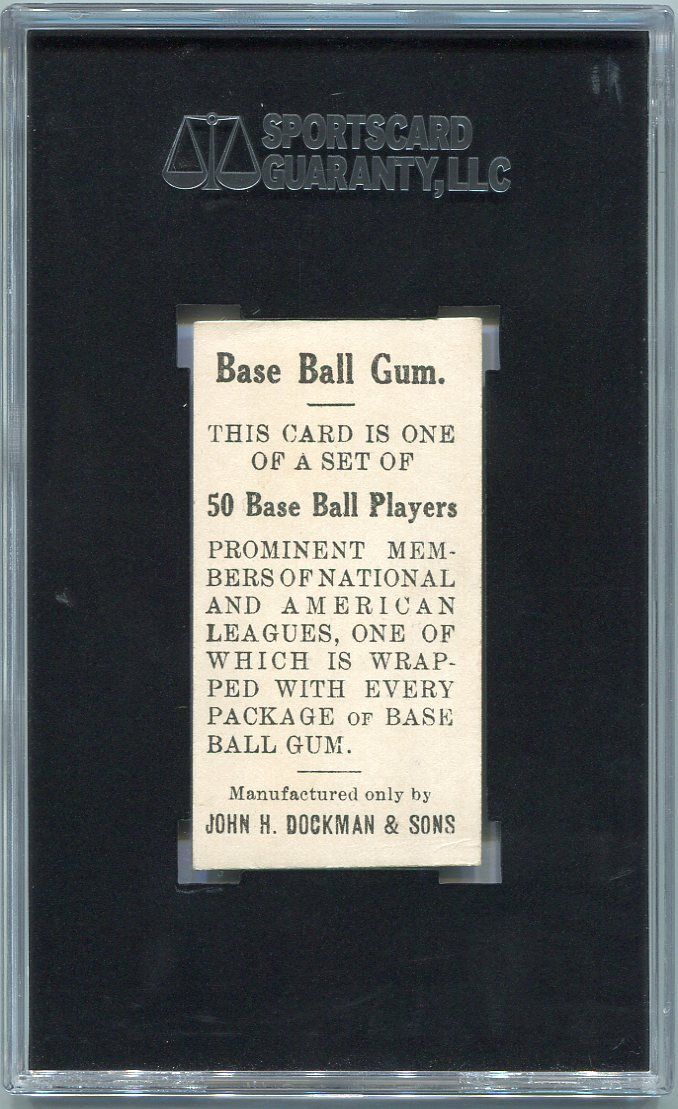 SPORTSCARD
GUARANTY, LLC
Base Ball Gum.
THIS CARD IS ONE
OF A SET OF
50 Base Ball Players
PROMINENT MEM-
BERS OF NATIONAL
AND AMERICAN
LEAGUES, ONE OF
WHICH IS WRAP-
PED WITH EVERY
PACKAGE OF BASE
BALL GUM.
Manufactured only by
JOHN H. DOCKMAN & SONS